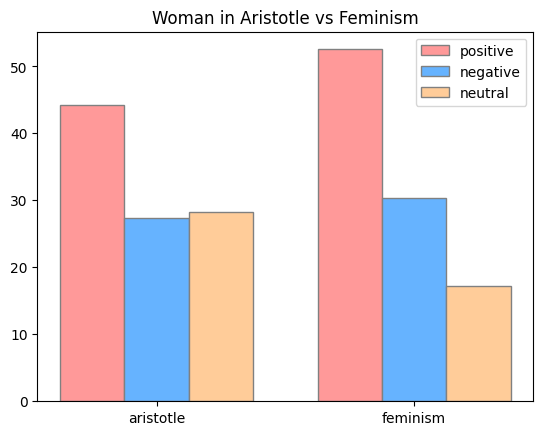 Woman in Aristotle vs Feminism
positive
negative
neutral
50
40
30
20
10
0
aristotle
feminism